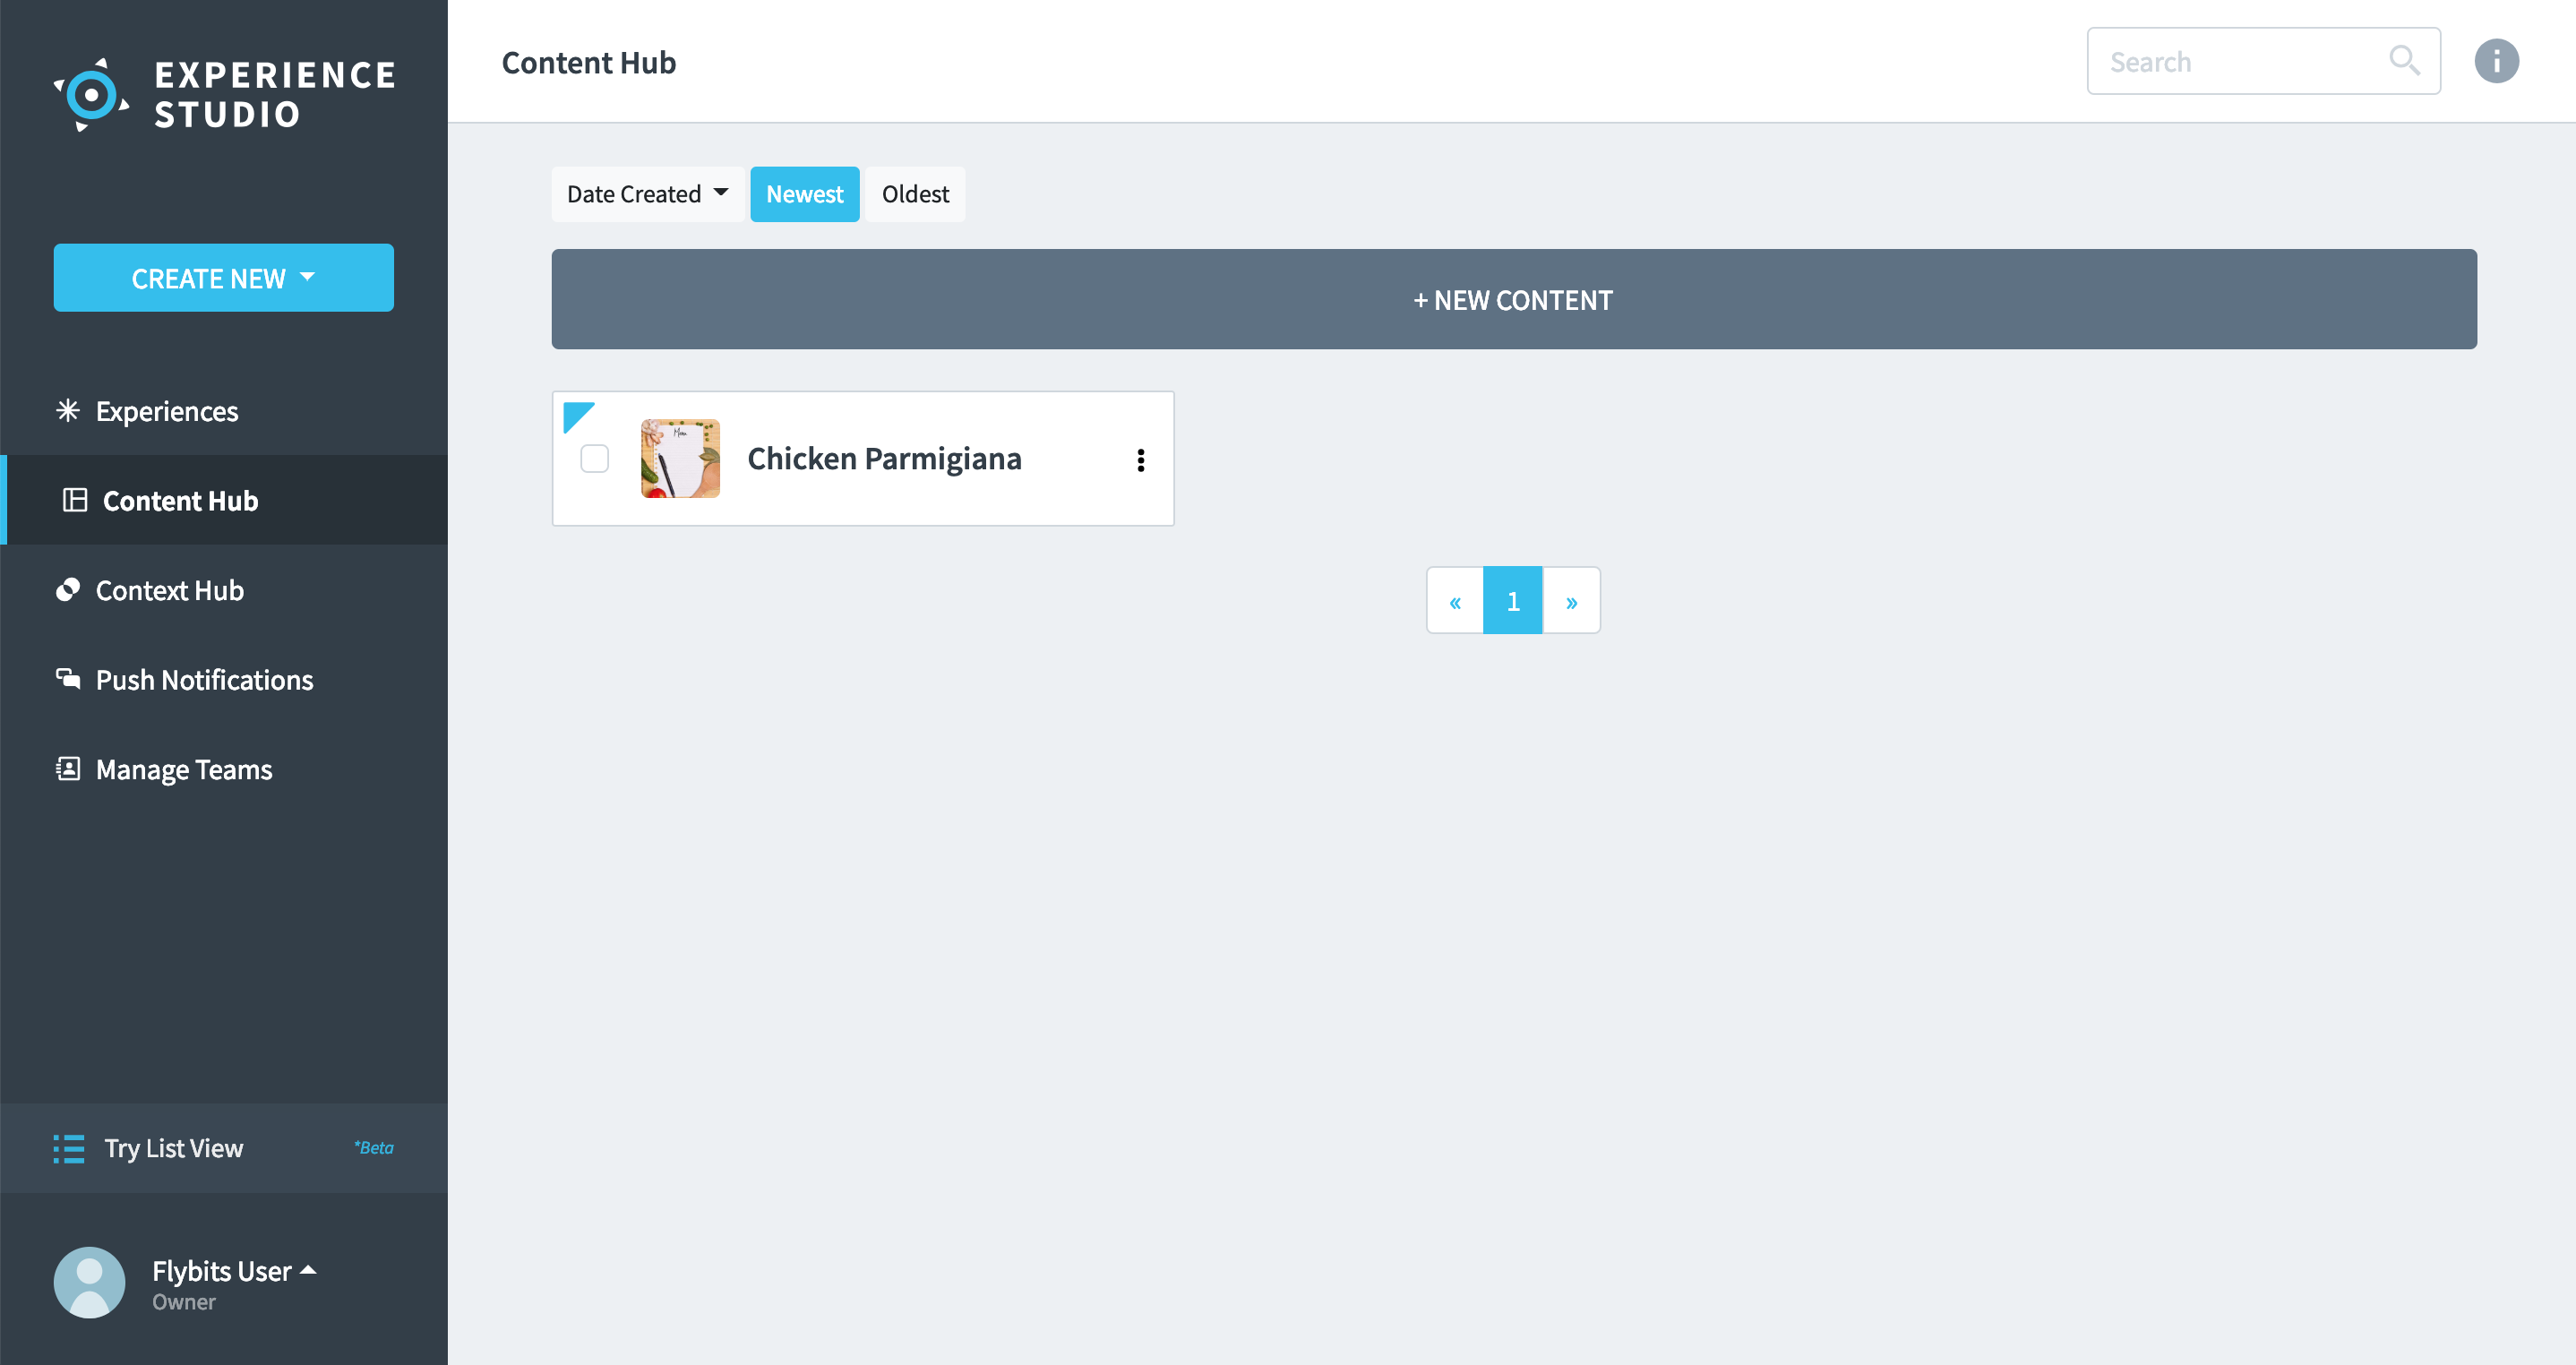 EXPERIENCE
STUDIO
CREATE NEW
Experiences
Content Hub
Context Hub
Push Notifications
Manage Teams
Try List View *Beta
Flybits User
Owner
Content Hub
Search
i
Date Created Newest Oldest
+ NEW CONTENT
Menu
Chicken Parmigiana
« 1 »